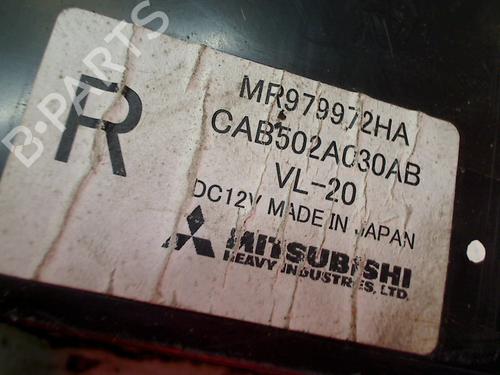 R
MR979972HA
CAB502A030AB
VL-20
DC12V MADE IN JAPAN
MITSUBISHI
HEAVY INDUSTRIES, LTD.
B-PARTS